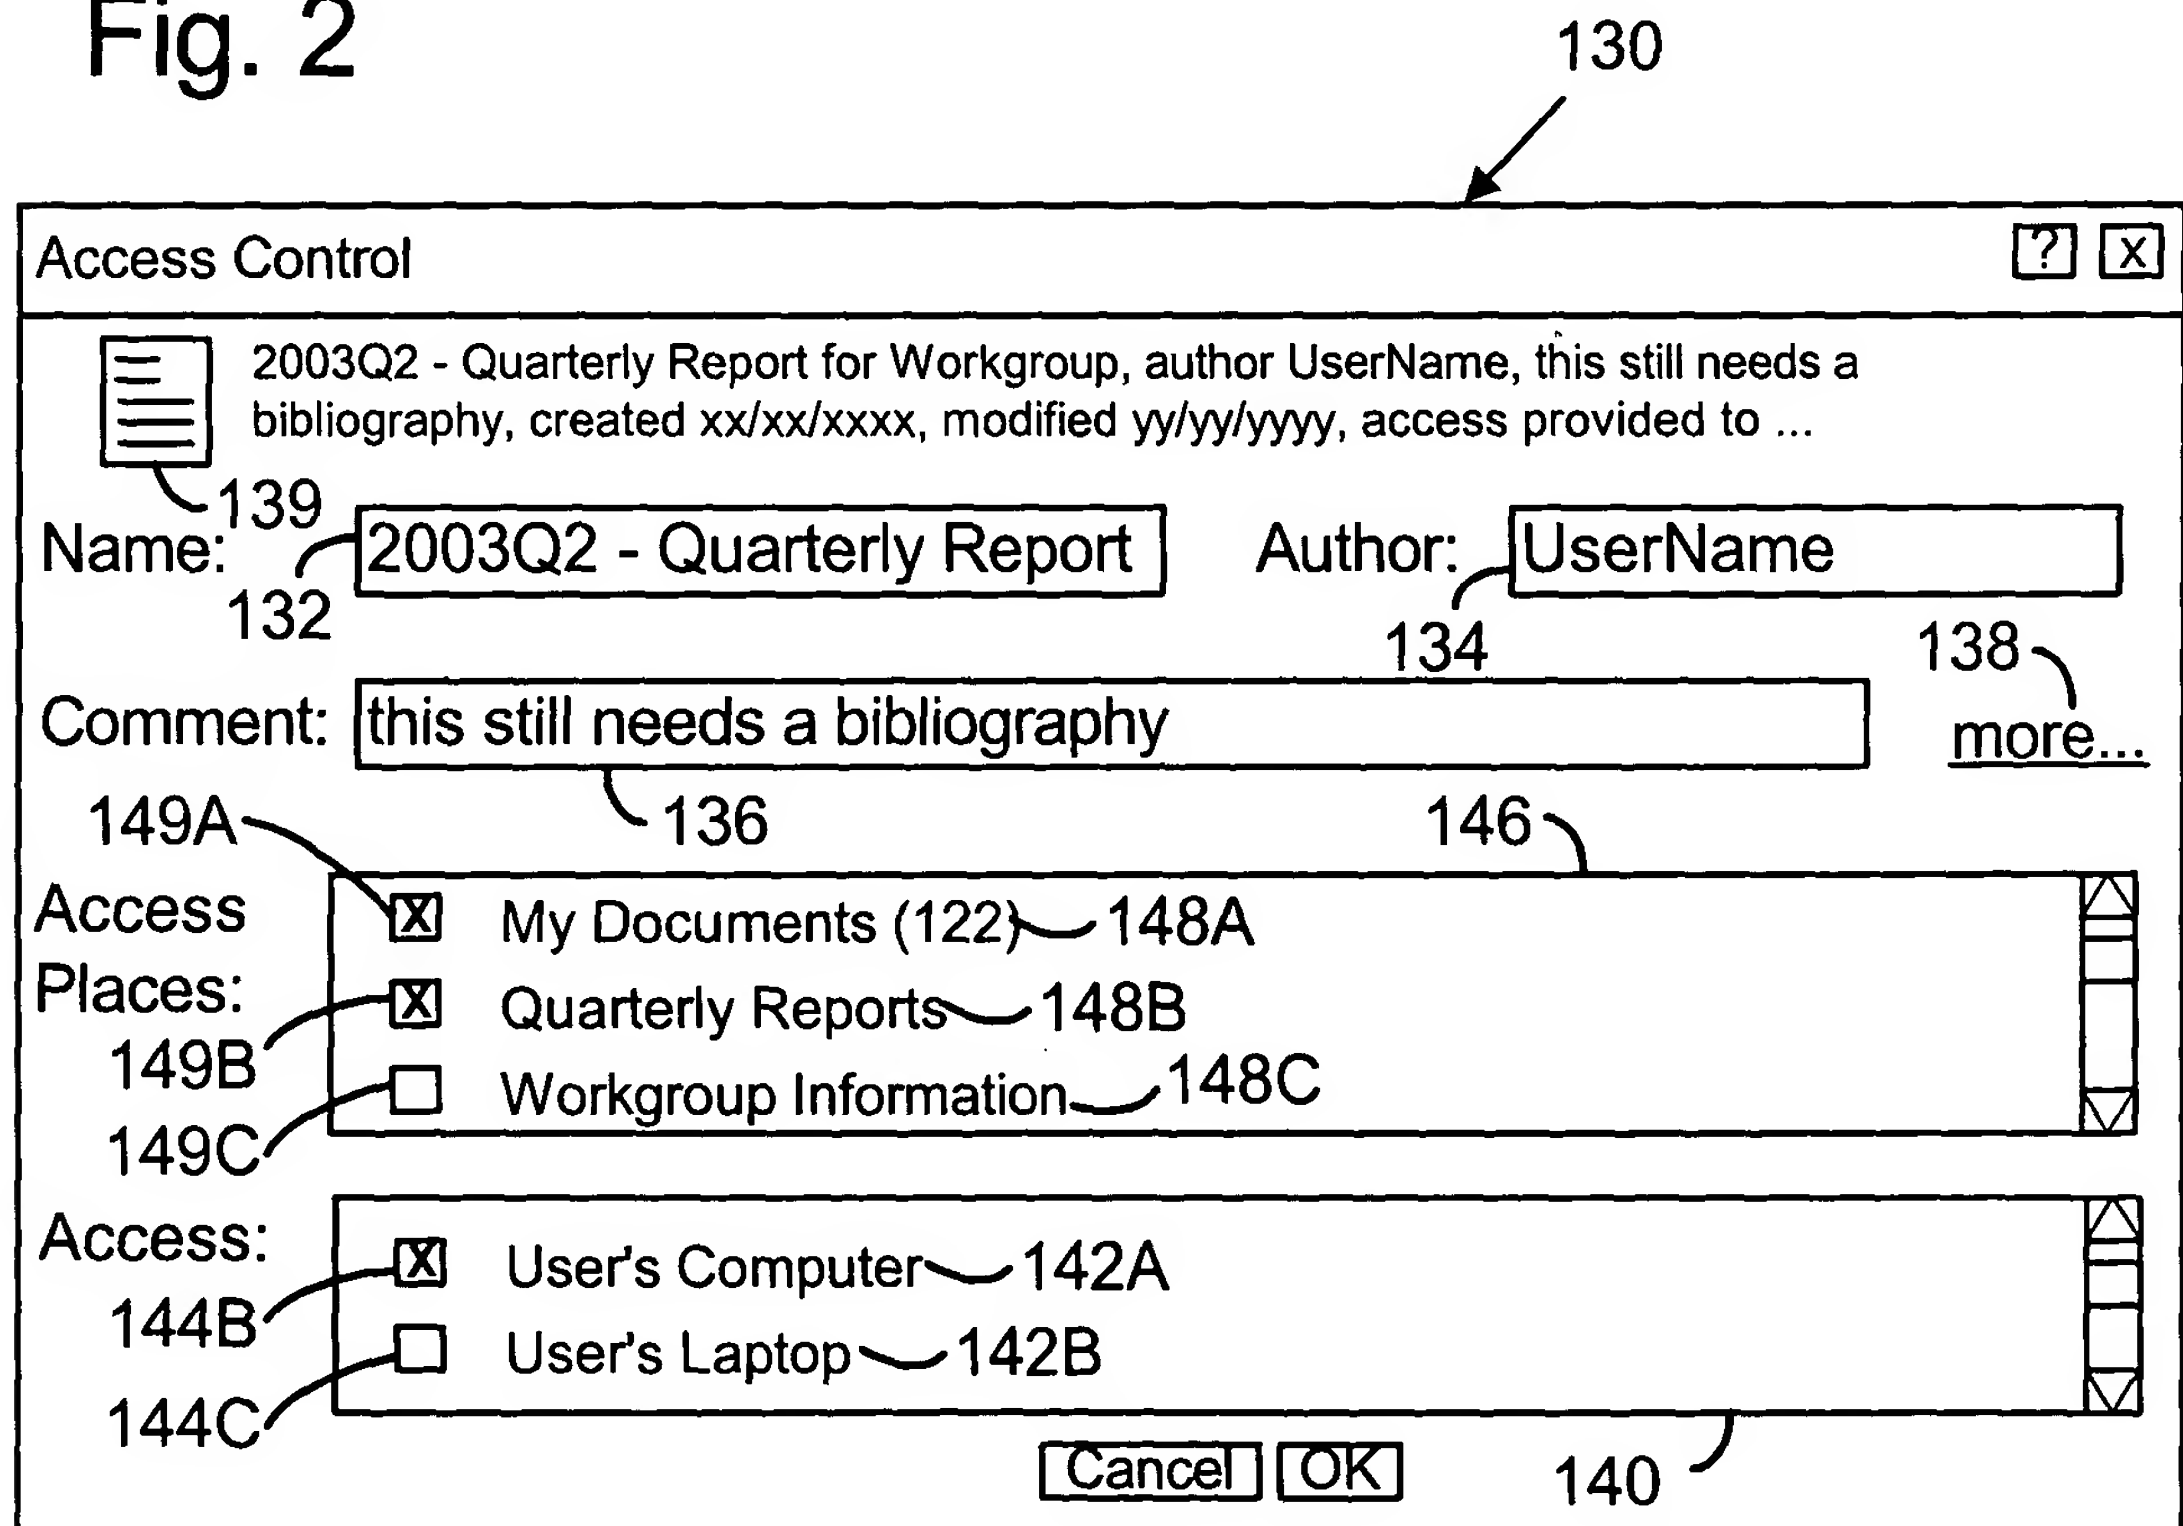 Fig. 2
130
Access Control ? X
2003Q2 - Quarterly Report for Workgroup, author UserName, this still needs a
bibliography, created xx/xx/xxxx, modified yy/yy/yyyy, access provided to ...
139
Name: 2003Q2 - Quarterly Report Author: UserName
132 134 138
Comment: this still needs a bibliography more...
149A 136 146
Access X My Documents (122) 148A
Places: X Quarterly Reports 148B
149B Workgroup Information 148C
149C
Access: X User's Computer 142A
144B User's Laptop 142B
144C
Cancel OK 140